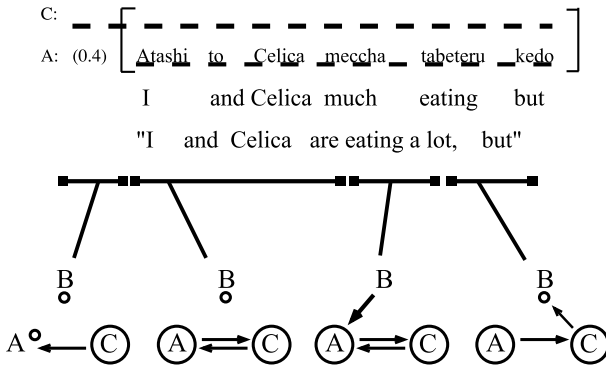 C:
A: (0.4) Atashi to Celica meccha tabeteru kedo
I and Celica much eating but
"I and Celica are eating a lot, but"
B B B B
A C A C A C A C